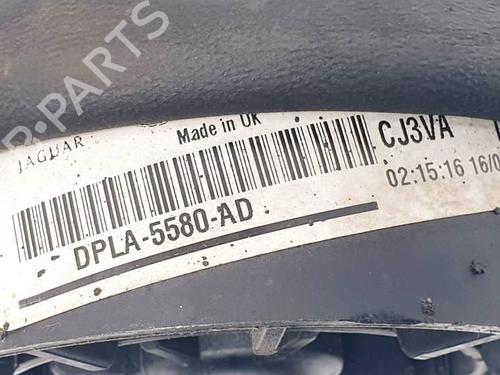 R-PARTS
JAGUAR
Made in UK
CJ3VA
02:15:16 16/0
DPLA-5580-AD